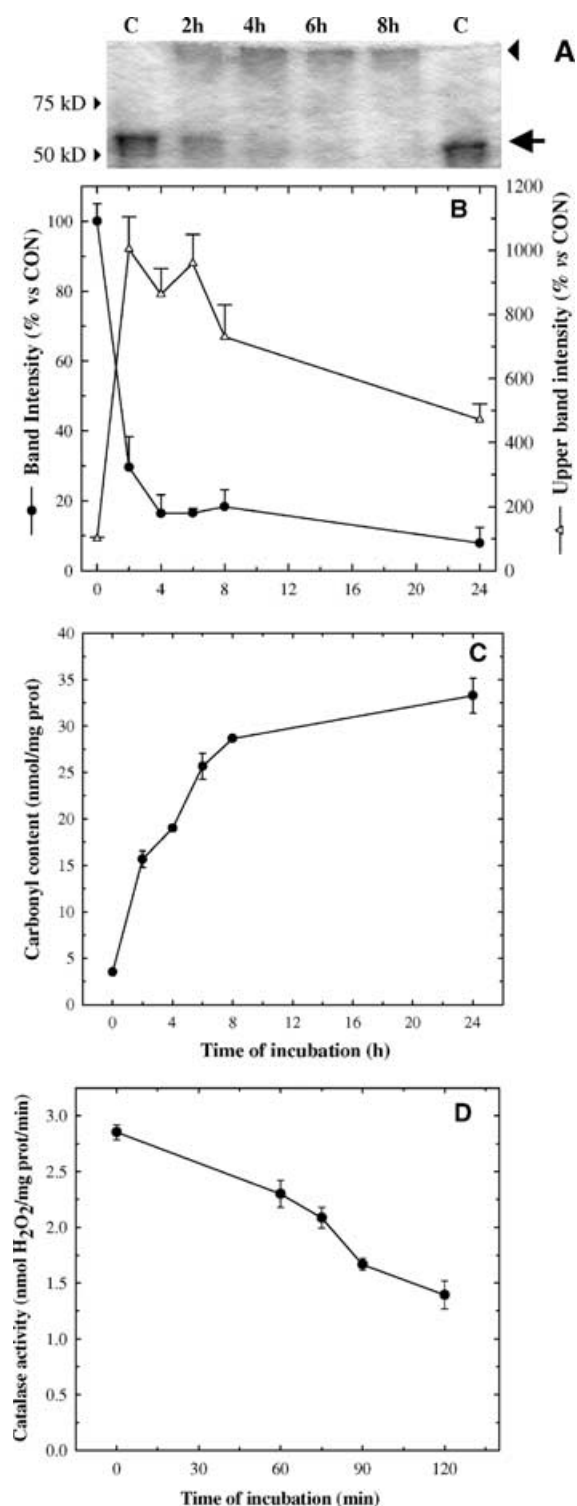 C 2h 4h 6h 8h C
A
75 kD
50 kD
B
Band Intensity (% vs CON)
100
80
60
40
20
0
Upper band intensity (% vs CON)
1200
1000
800
600
400
200
0
0 4 8 12 16 20 24
C
Carbonyl content (nmol/mg prot)
40
35
30
25
20
15
10
5
0
0 4 8 12 16 20 24
Time of incubation (h)
D
Catalase activity (nmol H₂O₂/mg prot/min)
3.0
2.5
2.0
1.5
1.0
0.5
0.0
0 30 60 90 120
Time of incubation (min)